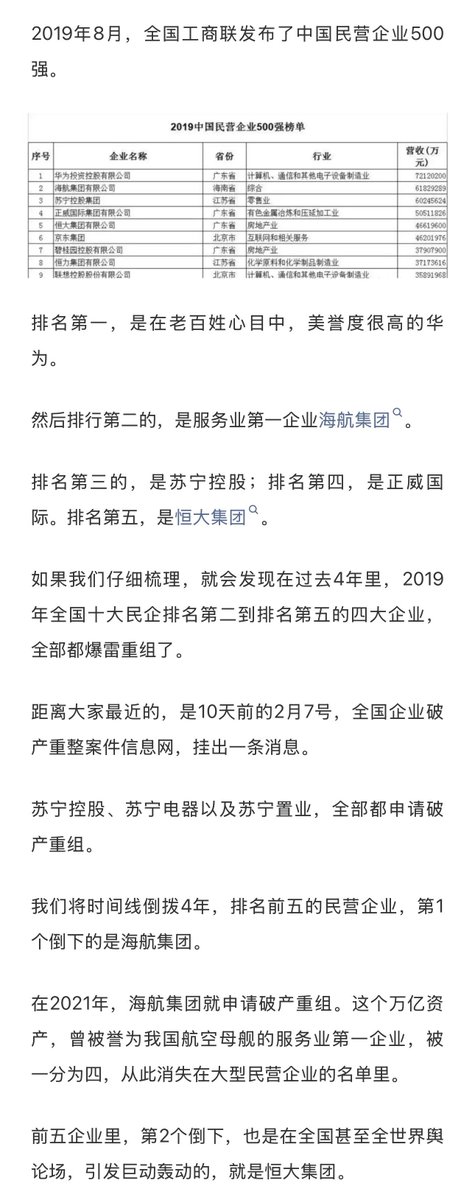 2019年8月，全国工商联发布了中国民营企业500
强。
2019中国民营企业500强榜单
序号 企业名称 省份 行业 营收(万
元)
1 华为投资控股有限公司 广东省 计算机、通信和其他电子设备制造业 72120200
2 海航集团有限公司 海南省 综合 61829289
3 苏宁控股集团 江苏省 零售业 60245624
4 正威国际集团有限公司 广东省 有色金属冶炼和压延加工业 50511826
5 恒大集团有限公司 广东省 房地产业 46619600
6 京东集团 北京市 互联网和相关服务 46201976
7 碧桂园控股有限公司 广东省 房地产业 37907900
8 恒力集团有限公司 江苏省 化学原料和化学制品制造业 37173616
9 联想控股股份有限公司 北京市 计算机、通信和其他电子设备制造业 35891968
排名第一，是在老百姓心目中，美誉度很高的华
为。
然后排行第二的，是服务业第一企业海航集团。
排名第三的，是苏宁控股；排名第四，是正威国
际。排名第五，是恒大集团。
如果我们仔细梳理，就会发现在过去4年里，2019
年全国十大民企排名第二到排名第五的四大企业，
全部都爆雷重组了。
距离大家最近的，是10天前的2月7号，全国企业破
产重整案件信息网，挂出一条消息。
苏宁控股、苏宁电器以及苏宁置业，全部都申请破
产重组。
我们将时间线倒拨4年，排名前五的民营企业，第1
个倒下的是海航集团。
在2021年，海航集团就申请破产重组。这个万亿资
产，曾被誉为我国航空母舰的服务业第一企业，被
一分为四，从此消失在大型民营企业的名单里。
前五企业里，第2个倒下，也是在全国甚至全世界舆
论场，引发巨动轰动的，就是恒大集团。